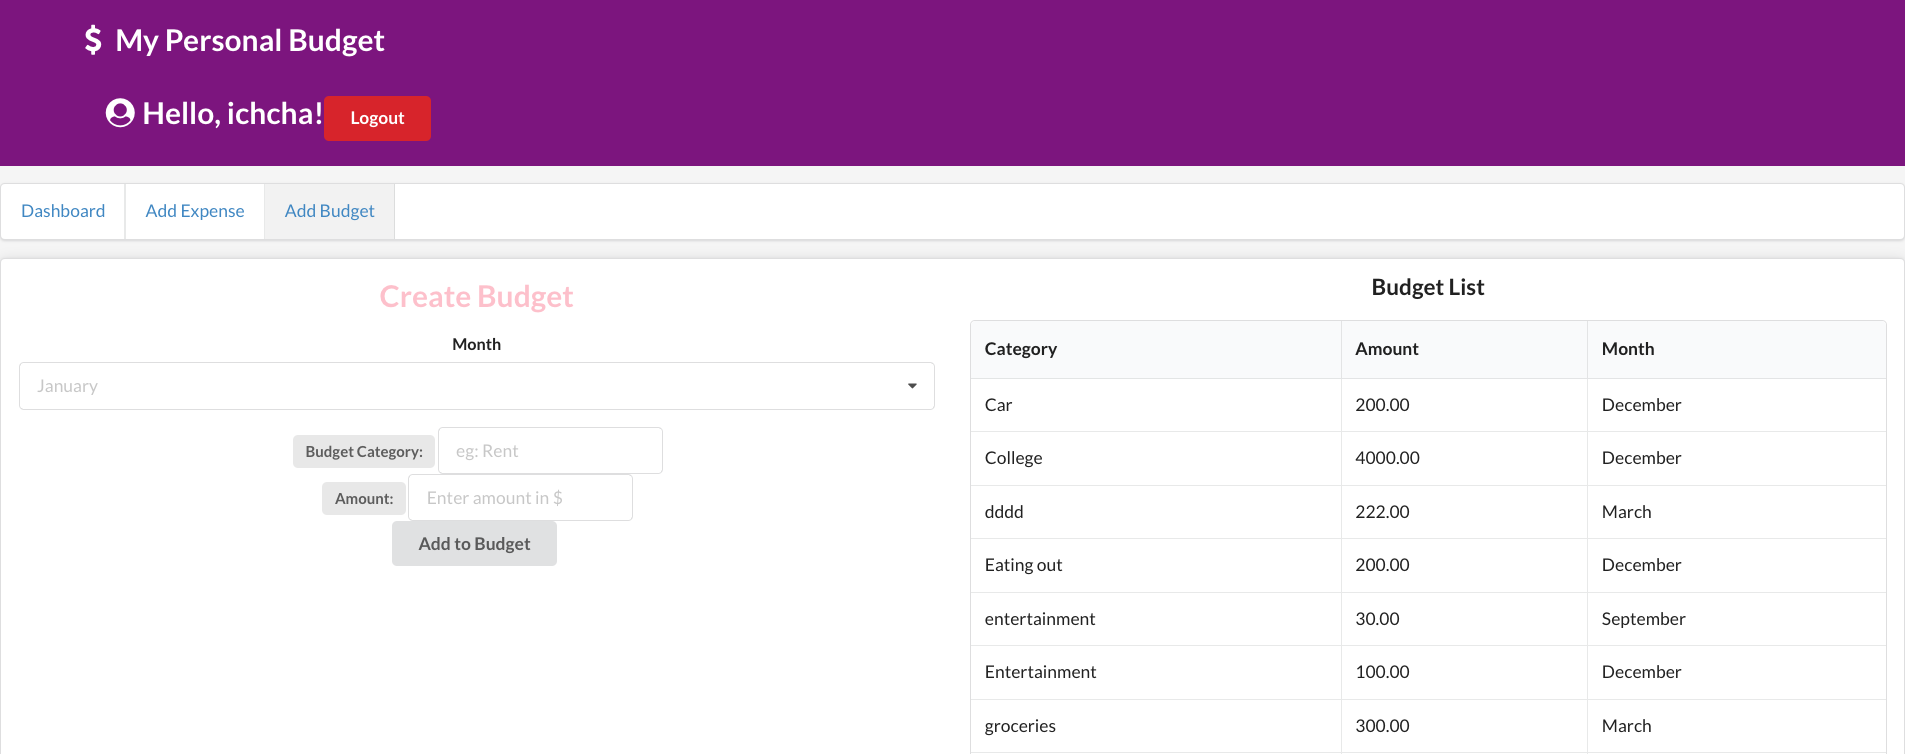 $ My Personal Budget
Hello, ichcha! Logout
Dashboard Add Expense Add Budget
Create Budget
Month
January
Budget Category: eg: Rent
Amount: Enter amount in $
Add to Budget
Budget List
Category Amount Month
Car 200.00 December
College 4000.00 December
dddd 222.00 March
Eating out 200.00 December
entertainment 30.00 September
Entertainment 100.00 December
groceries 300.00 March